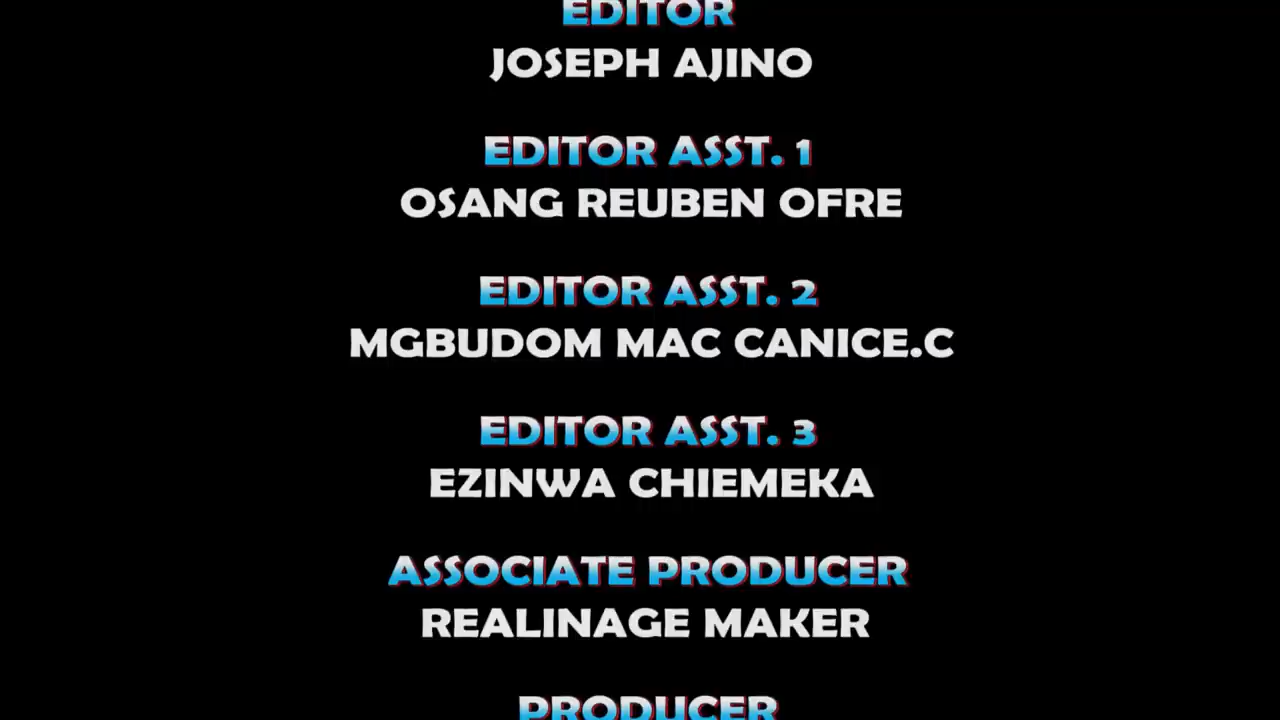 EDITOR
JOSEPH AJINO
EDITOR ASST. 1
OSANG REUBEN OFRE
EDITOR ASST. 2
MGBUDOM MAC CANICE.C
EDITOR ASST. 3
EZINWA CHIEMEKA
ASSOCIATE PRODUCER
REALINAGE MAKER
PRODUCER